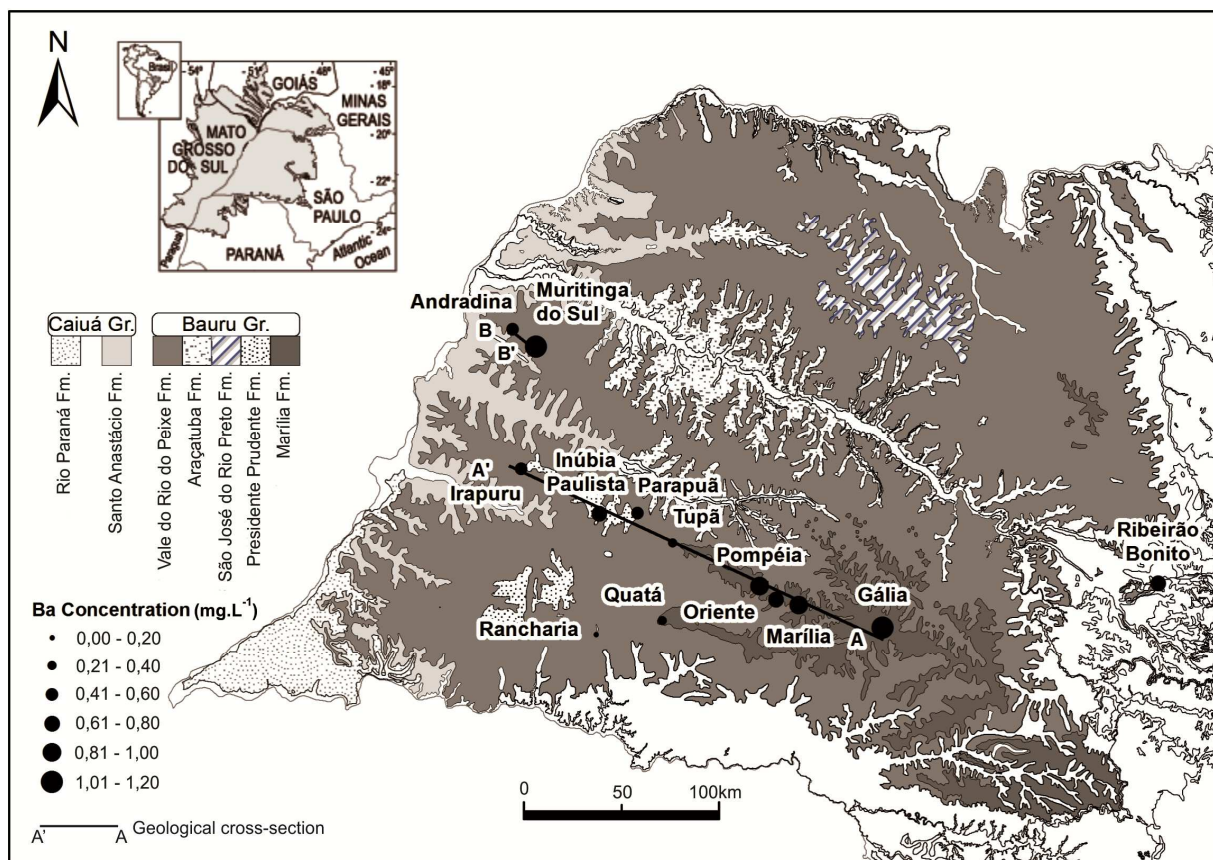 N
Brasil
54
51
48
45
18
20
22
24
GOIÁS
MINAS
GERAIS
MATO
GROSSO
DO SUL
SÃO
PAULO
PARANÁ
Paraguai
Atlantic
Ocean
Caiuá Gr.
Bauru Gr.
Rio Paraná Fm.
Santo Anastácio Fm.
Vale do Rio do Peixe Fm.
Araçatuba Fm.
São José do Rio Preto Fm.
Presidente Prudente Fm.
Marília Fm.
Andradina
Muritinga
do Sul
B
B'
A'
Irapuru
Inúbia
Paulista
Parapuã
Tupã
Pompéia
Quatá
Oriente
Rancharia
Marília
Gália
A
Ribeirão
Bonito
Ba Concentration (mg.L-1)
0,00 - 0,20
0,21 - 0,40
0,41 - 0,60
0,61 - 0,80
0,81 - 1,00
1,01 - 1,20
A' A Geological cross-section
0 50 100km